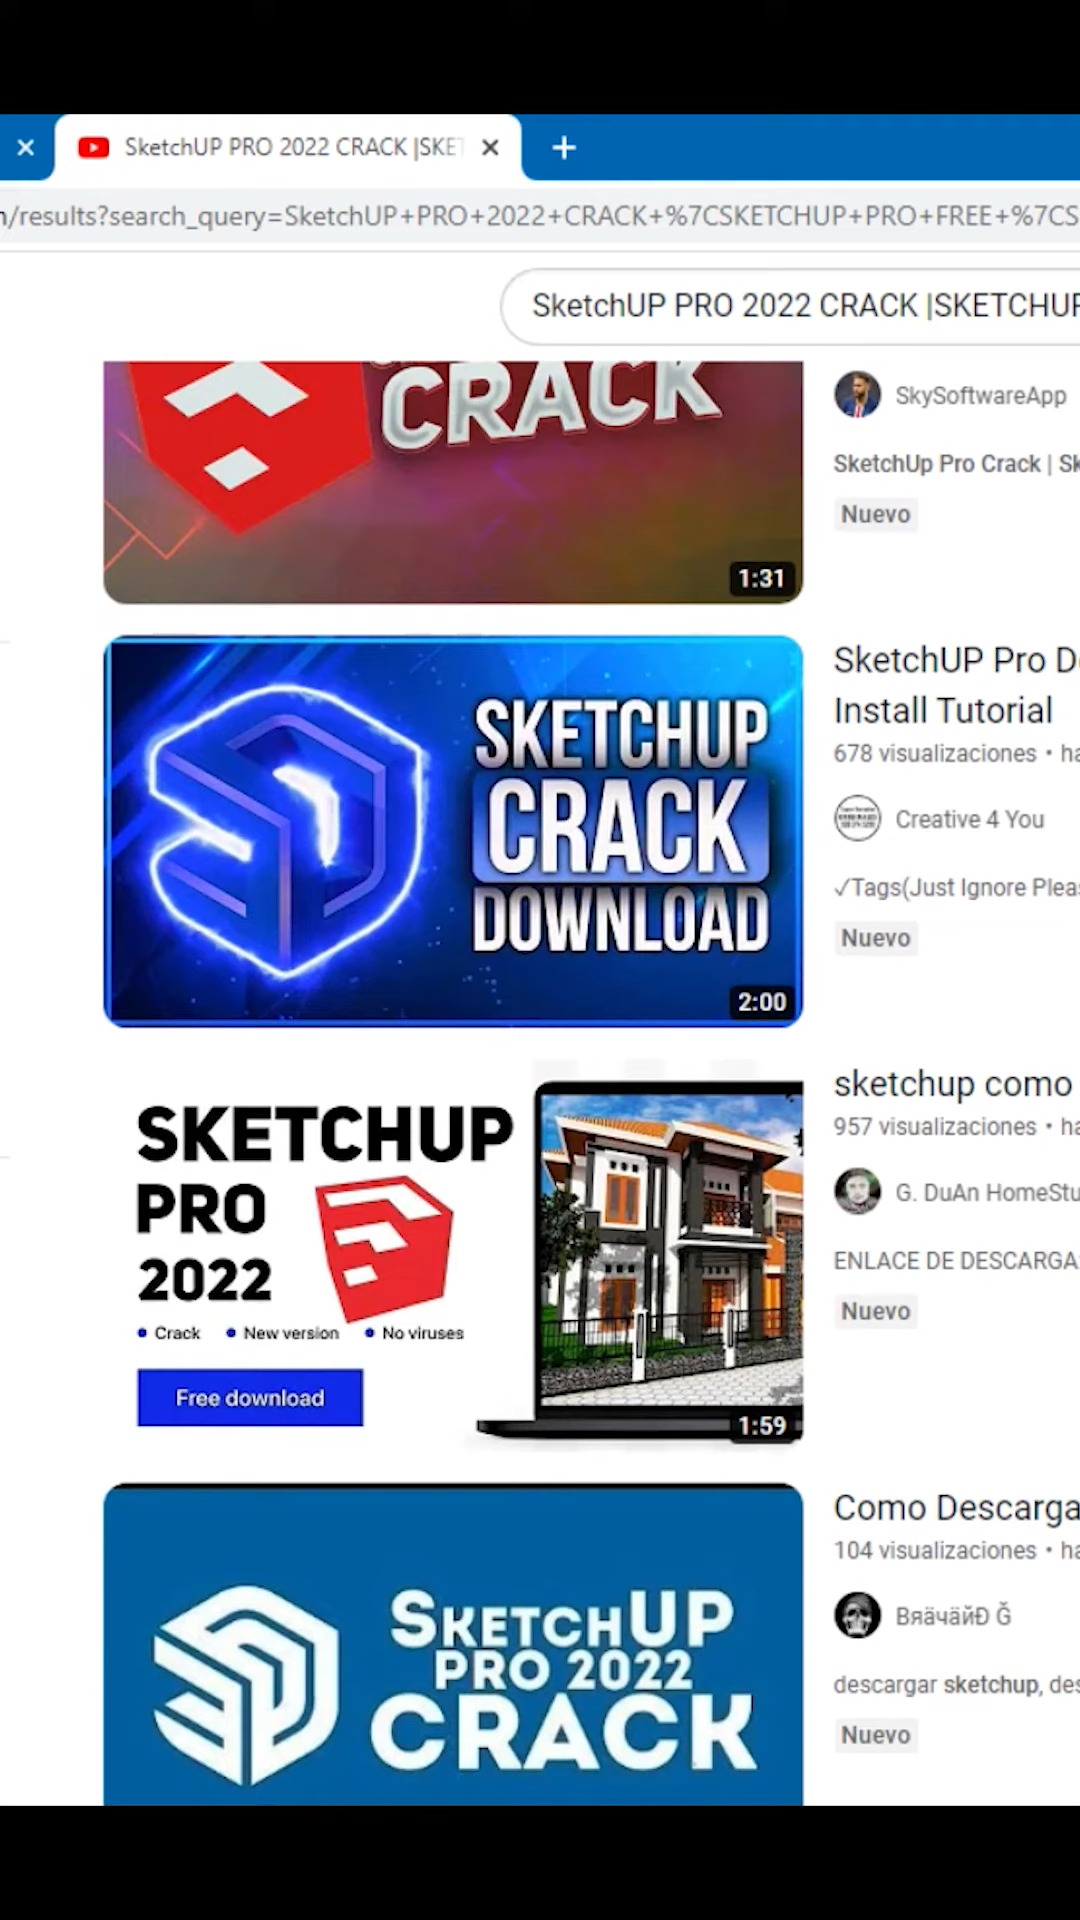 SketchUP PRO 2022 CRACK |SKET
/results?search_query=SketchUP+PRO+2022+CRACK+%7CSKETCHUP+PRO+FREE+%7CS
SketchUP PRO 2022 CRACK |SKETCHUP
CRACK
1:31
SkySoftwareApp
SketchUp Pro Crack | Sk
Nuevo
SKETCHUP
CRACK
DOWNLOAD
2:00
SketchUP Pro D
Install Tutorial
678 visualizaciones • ha
Creative 4 You
✓Tags(Just Ignore Pleas
Nuevo
SKETCHUP
PRO
2022
• Crack • New version • No viruses
Free download
1:59
sketchup como
957 visualizaciones • ha
G. DuAn HomeStu
ENLACE DE DESCARGA
Nuevo
SKETCHUP
PRO 2022
CRACK
Como Descarga
104 visualizaciones • ha
descargar sketchup, des
Nuevo